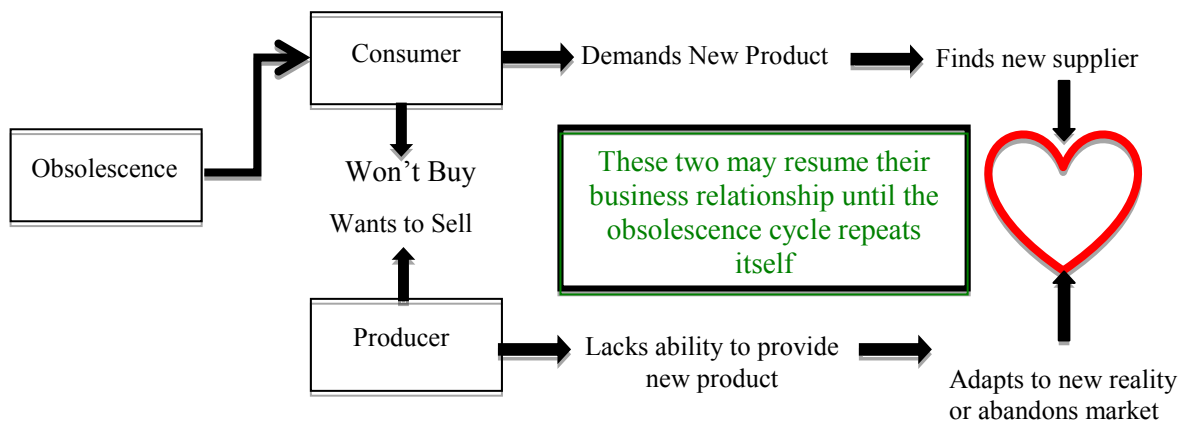 Consumer
Demands New Product
Finds new supplier
Obsolescence
Won’t Buy
Wants to Sell
These two may resume their
business relationship until the
obsolescence cycle repeats
itself
Producer
Lacks ability to provide
new product
Adapts to new reality
or abandons market